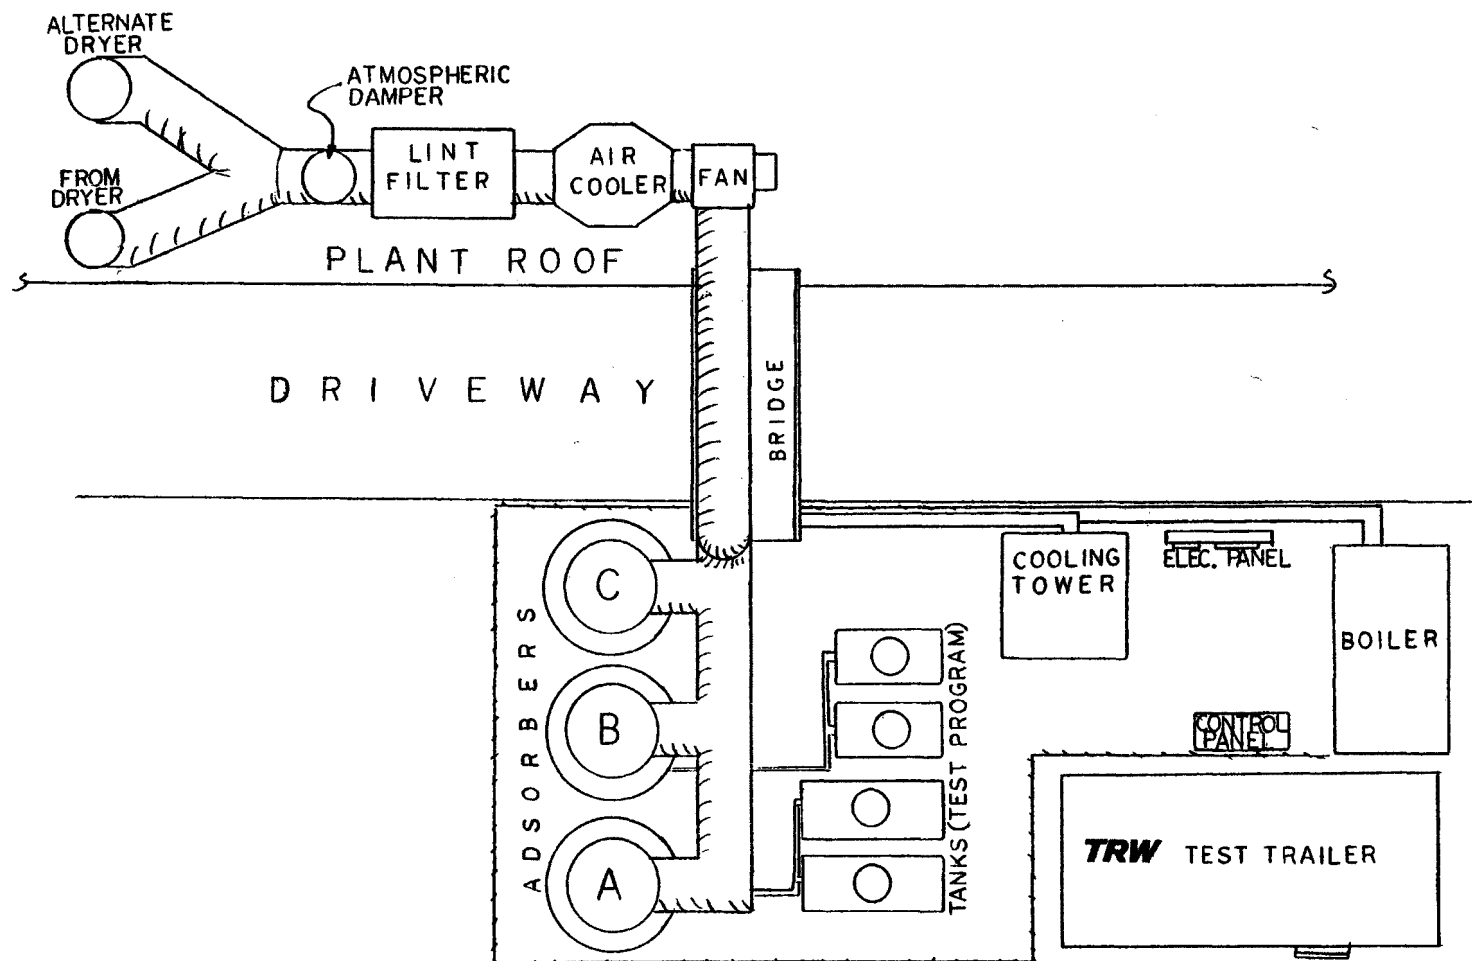 ALTERNATE
DRYER
ATMOSPHERIC
DAMPER
LINT
FILTER
AIR
COOLER
FAN
FROM
DRYER
PLANT ROOF
DRIVEWAY
BRIDGE
C
B
A
ADSORBERS
COOLING
TOWER
ELEC. PANEL
BOILER
TANKS (TEST PROGRAM)
CONTROL
PANEL
TRW TEST TRAILER